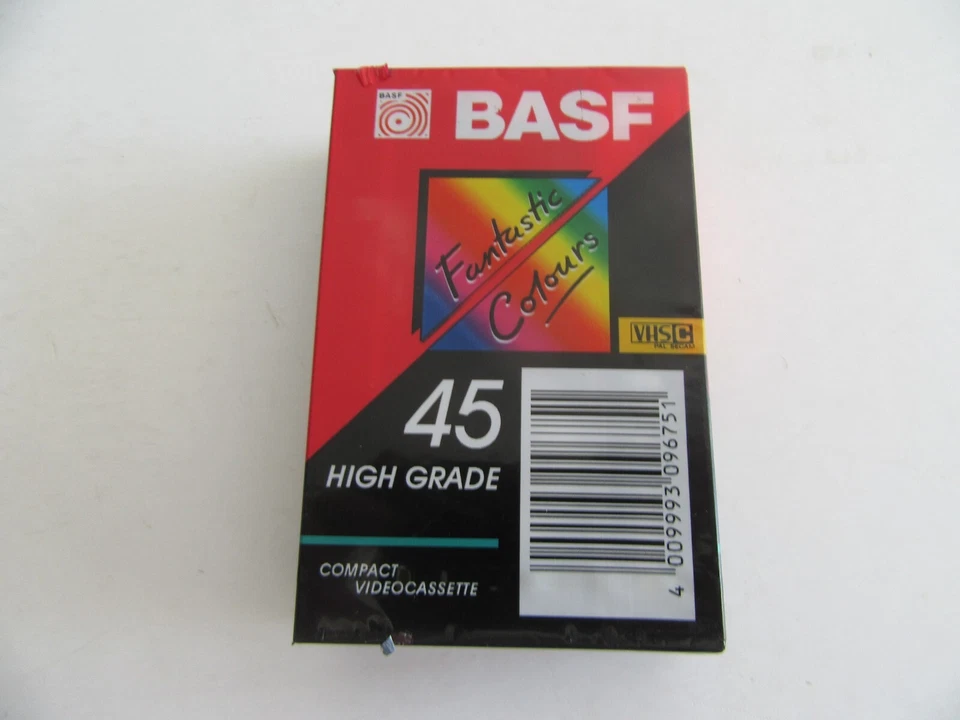 BASF
BASF
Fantastic
Colours
VHS C
PAL SECAM
45
HIGH GRADE
4 009993 096751
COMPACT
VIDEOCASSETTE